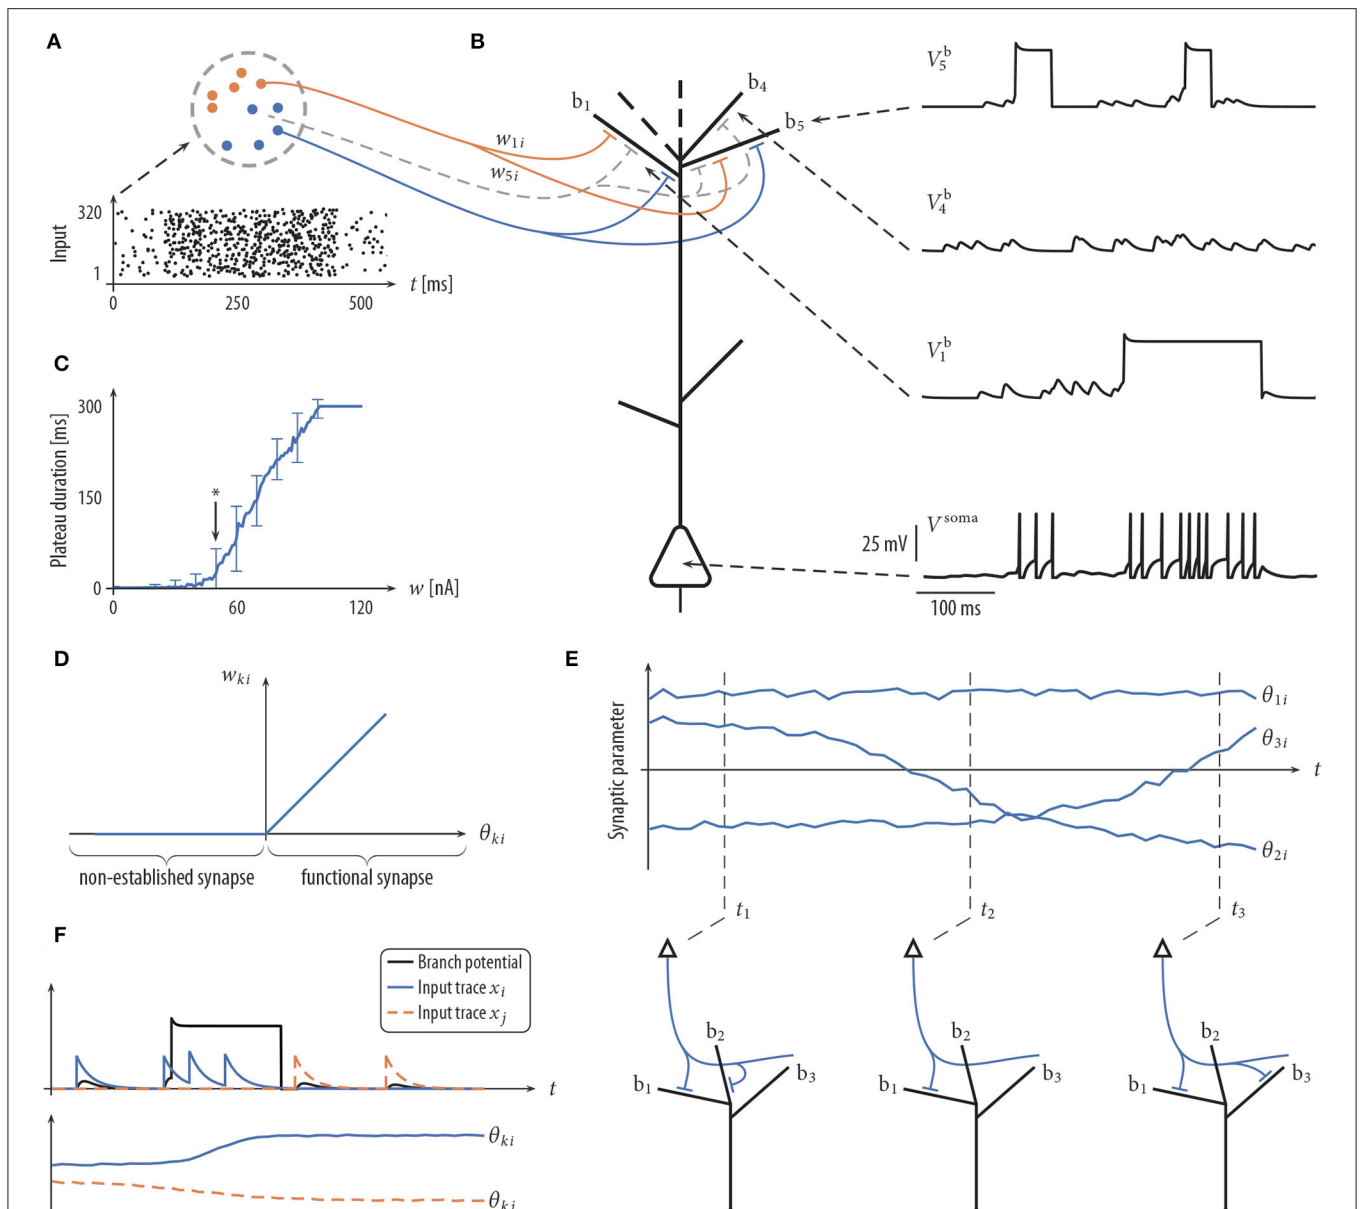 A
320
1
Input
0
250
500
t [ms]
B
b1
b4
b5
w1i
w5i
V5b
V4b
V1b
Vsoma
25 mV
100 ms
C
Plateau duration [ms]
300
150
0
*
0
60
120
w [nA]
D
wki
θki
non-established synapse
functional synapse
E
Synaptic parameter
θ1i
θ3i
θ2i
t
t1
t2
t3
b1
b2
b3
b1
b2
b3
b1
b2
b3
F
Branch potential
Input trace xi
Input trace xj
t
θki
θkj